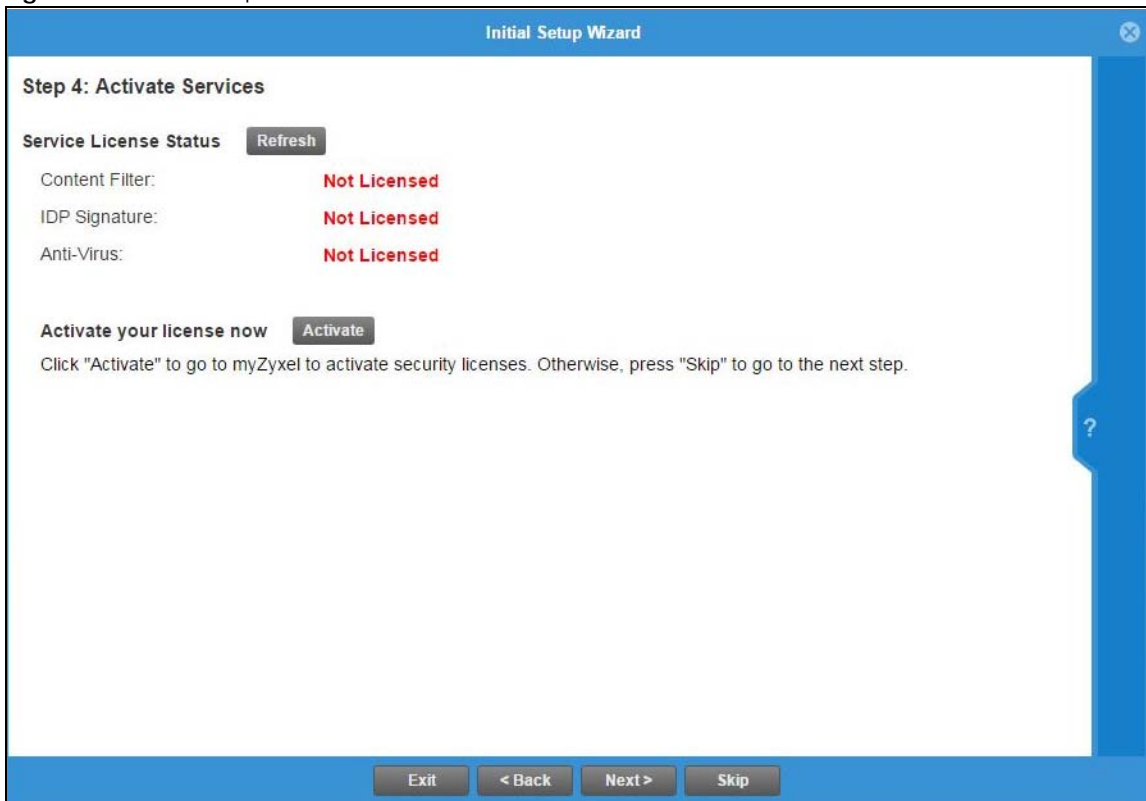 Initial Setup Wizard
Step 4: Activate Services
Service License Status Refresh
Content Filter: Not Licensed
IDP Signature: Not Licensed
Anti-Virus: Not Licensed
Activate your license now Activate
Click "Activate" to go to myZyxel to activate security licenses. Otherwise, press "Skip" to go to the next step.
?
Exit < Back Next > Skip